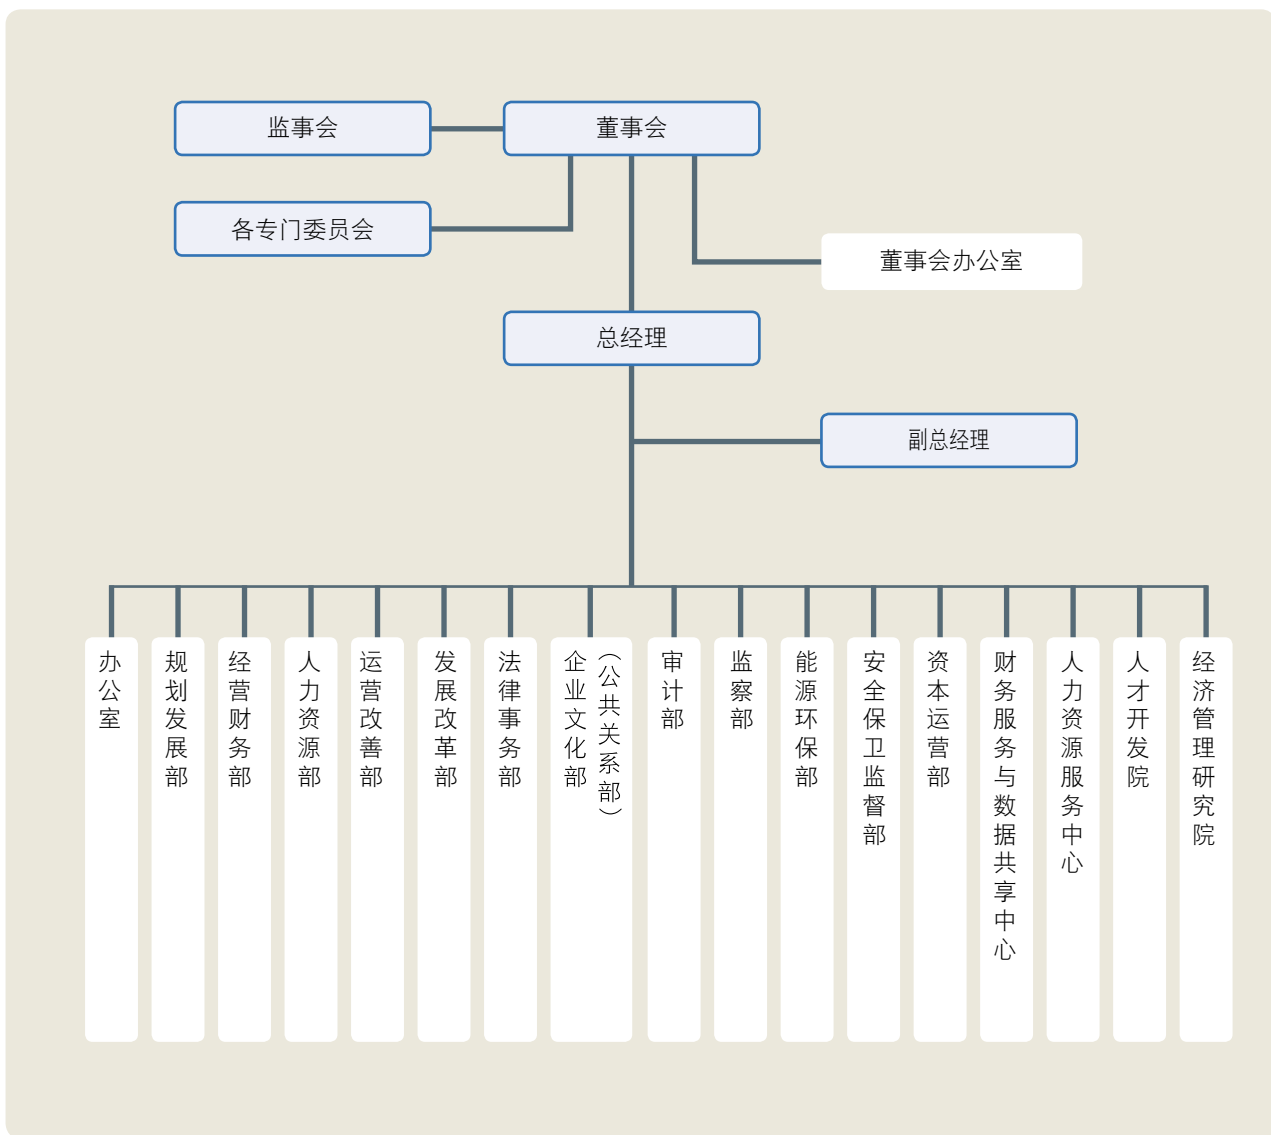 监事会
董事会
各专门委员会
董事会办公室
总经理
副总经理
办公室
规划发展部
经营财务部
人力资源部
运营改善部
发展改革部
法律事务部
企业文化部
（公共关系部）
审计部
监察部
能源环保部
安全保卫监督部
资本运营部
财务服务与数据共享中心
人力资源服务中心
人才开发院
经济管理研究院